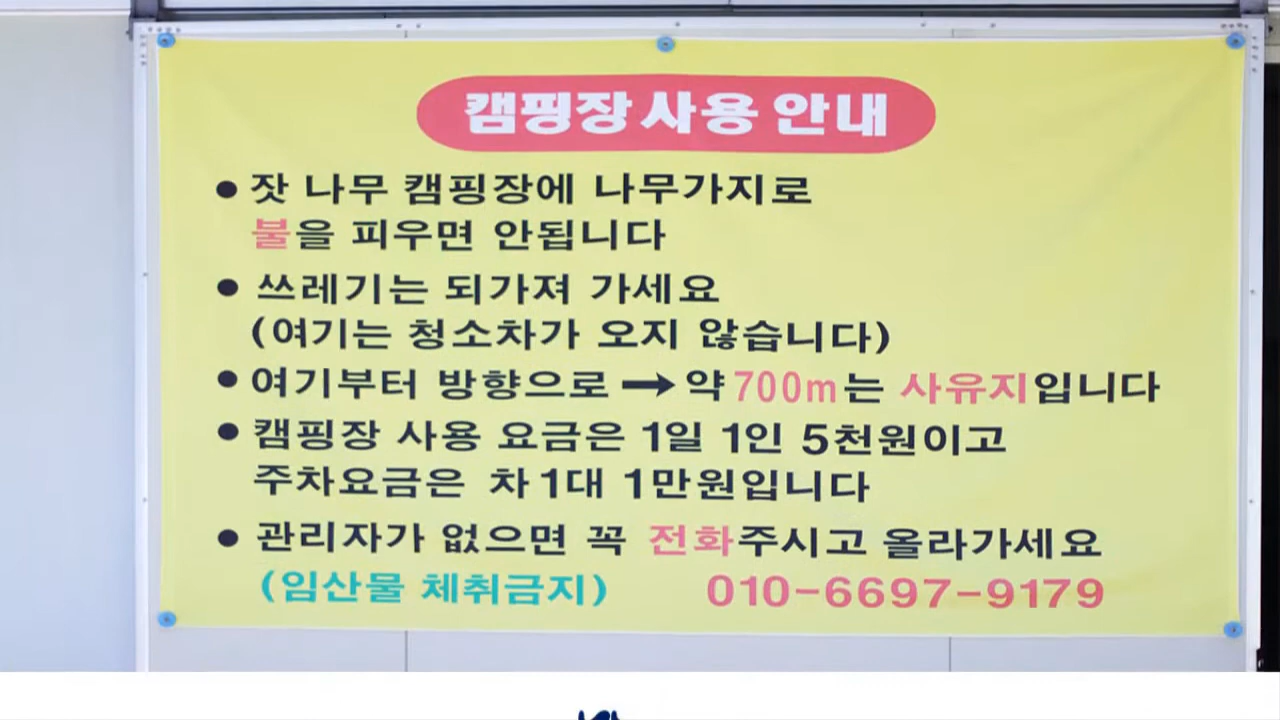 캠핑장 사용 안내
● 잣 나무 캠핑장에 나무가지로
불을 피우면 안됩니다
● 쓰레기는 되가져 가세요
(여기는 청소차가 오지 않습니다)
● 여기부터 방향으로 → 약 700m는 사유지입니다
● 캠핑장 사용 요금은 1일 1인 5천원이고
주차요금은 차 1대 1만원입니다
● 관리자가 없으면 꼭 전화주시고 올라가세요
(임산물 체취금지) 010-6697-9179